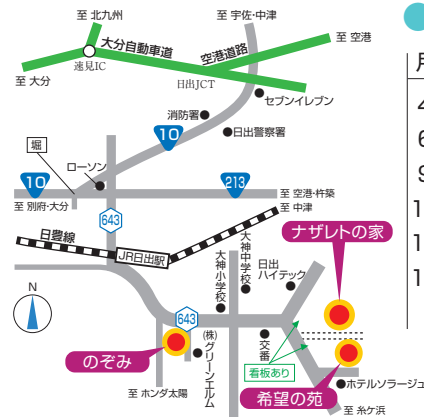 至 北九州
至 宇佐・中津
大分自動車道
空港道路
至 空港
速見IC
至 大分
日出JCT
セブンイレブン
消防署
10
日出警察署
堀
ローソン
10
213
至 別府・大分
至 空港・杵築
643
至 中津
日豊線
JR日出駅
ナザレトの家
大神中学校
大神小学校
日出
ハイテック
N
643
のぞみ
(株)グリーンエルム
交番
看板あり
希望の苑
ホテルソラージュ
至 ホンダ太陽
至 糸ケ浜
4
6
9
1
1
1